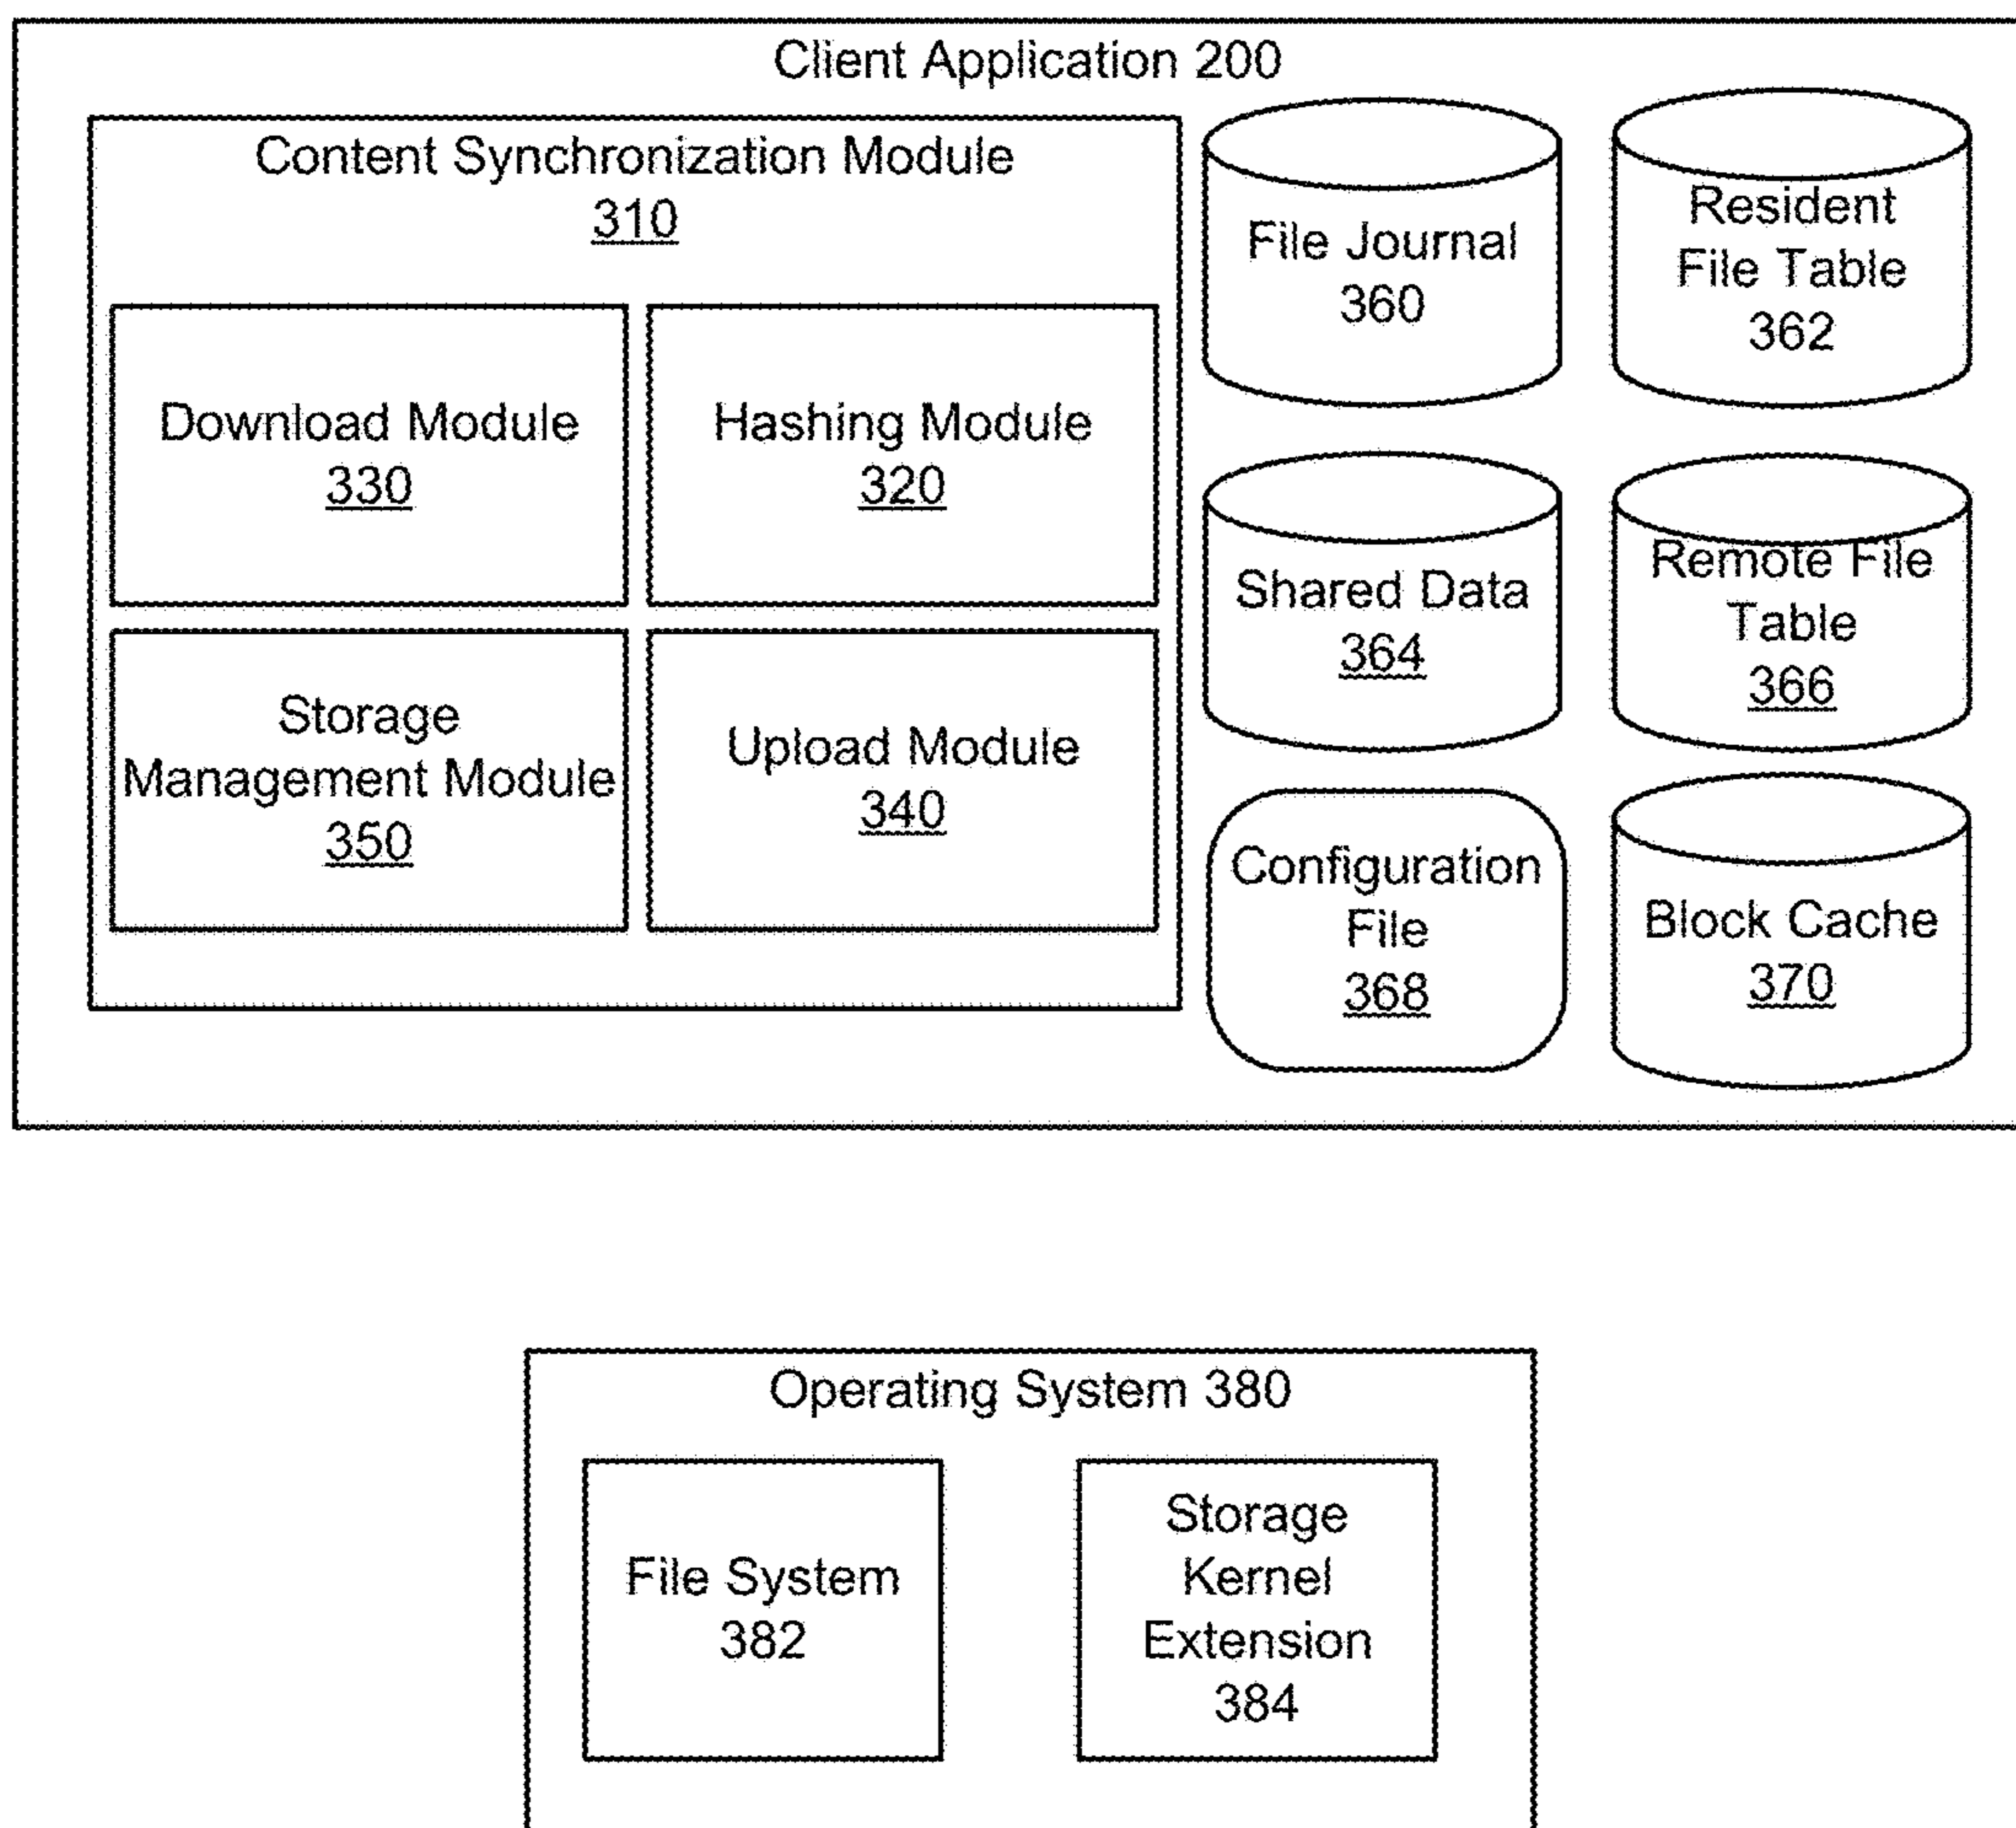 Client Application 200
Content Synchronization Module
310
Download Module
330
Hashing Module
320
Storage
Management Module
350
Upload Module
340
File Journal
360
Resident
File Table
362
Shared Data
364
Remote File
Table
366
Configuration
File
368
Block Cache
370
Operating System 380
File System
382
Storage
Kernel
Extension
384